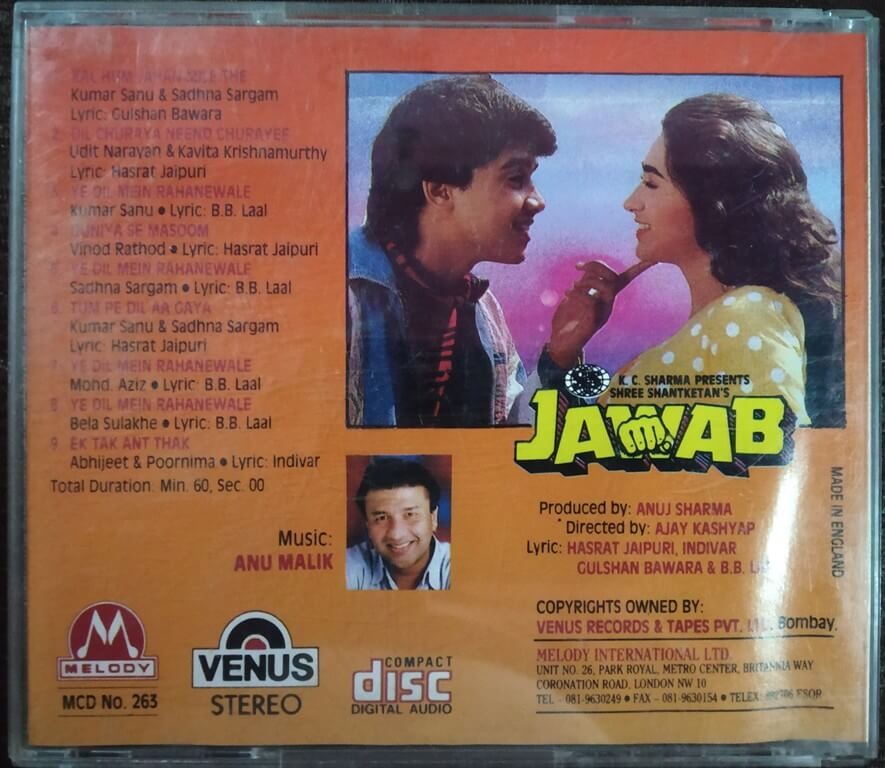 1. KAL HUM JAHAN MILE THE
Kumar Sanu & Sadhna Sargam
Lyric: Gulshan Bawara
2. DIL CHURAYA NEEND CHURAYEE
Udit Narayan & Kavita Krishnamurthy
Lyric: Hasrat Jaipuri
3. YE DIL MEIN RAHANEWALE
Kumar Sanu • Lyric: B.B. Laal
4. DUNIYA SE MASOOM
Vinod Rathod • Lyric: Hasrat Jaipuri
5. YE DIL MEIN RAHANEWALE
Sadhna Sargam • Lyric: B.B. Laal
6. TUM PE DIL AA GAYA
Kumar Sanu & Sadhna Sargam
Lyric: Hasrat Jaipuri
7. YE DIL MEIN RAHANEWALE
Mohd. Aziz • Lyric: B.B. Laal
8. YE DIL MEIN RAHANEWALE
Bela Sulakhe • Lyric: B.B. Laal
9. EK TAK ANT THAK
Abhijeet & Poornima • Lyric: Indivar
Total Duration. Min. 60, Sec. 00
Music:
ANU MALIK
K. C. SHARMA PRESENTS
SHREE SHANTKETAN'S
JAWAB
Produced by: ANUJ SHARMA
Directed by: AJAY KASHYAP
Lyric: HASRAT JAIPURI, INDIVAR
GULSHAN BAWARA & B.B.
MADE IN ENGLAND
COPYRIGHTS OWNED BY:
VENUS RECORDS & TAPES PVT. Bombay.
MELODY INTERNATIONAL LTD.
UNIT NO. 26, PARK ROYAL, METRO CENTER, BRITANNIA WAY
CORONATION ROAD, LONDON NW 10
TEL - 081-9630249 • FAX - 081-9630154 • TELEX ESOR
M
MELODY
MCD No. 263
VENUS
STEREO
COMPACT
disc
DIGITAL AUDIO